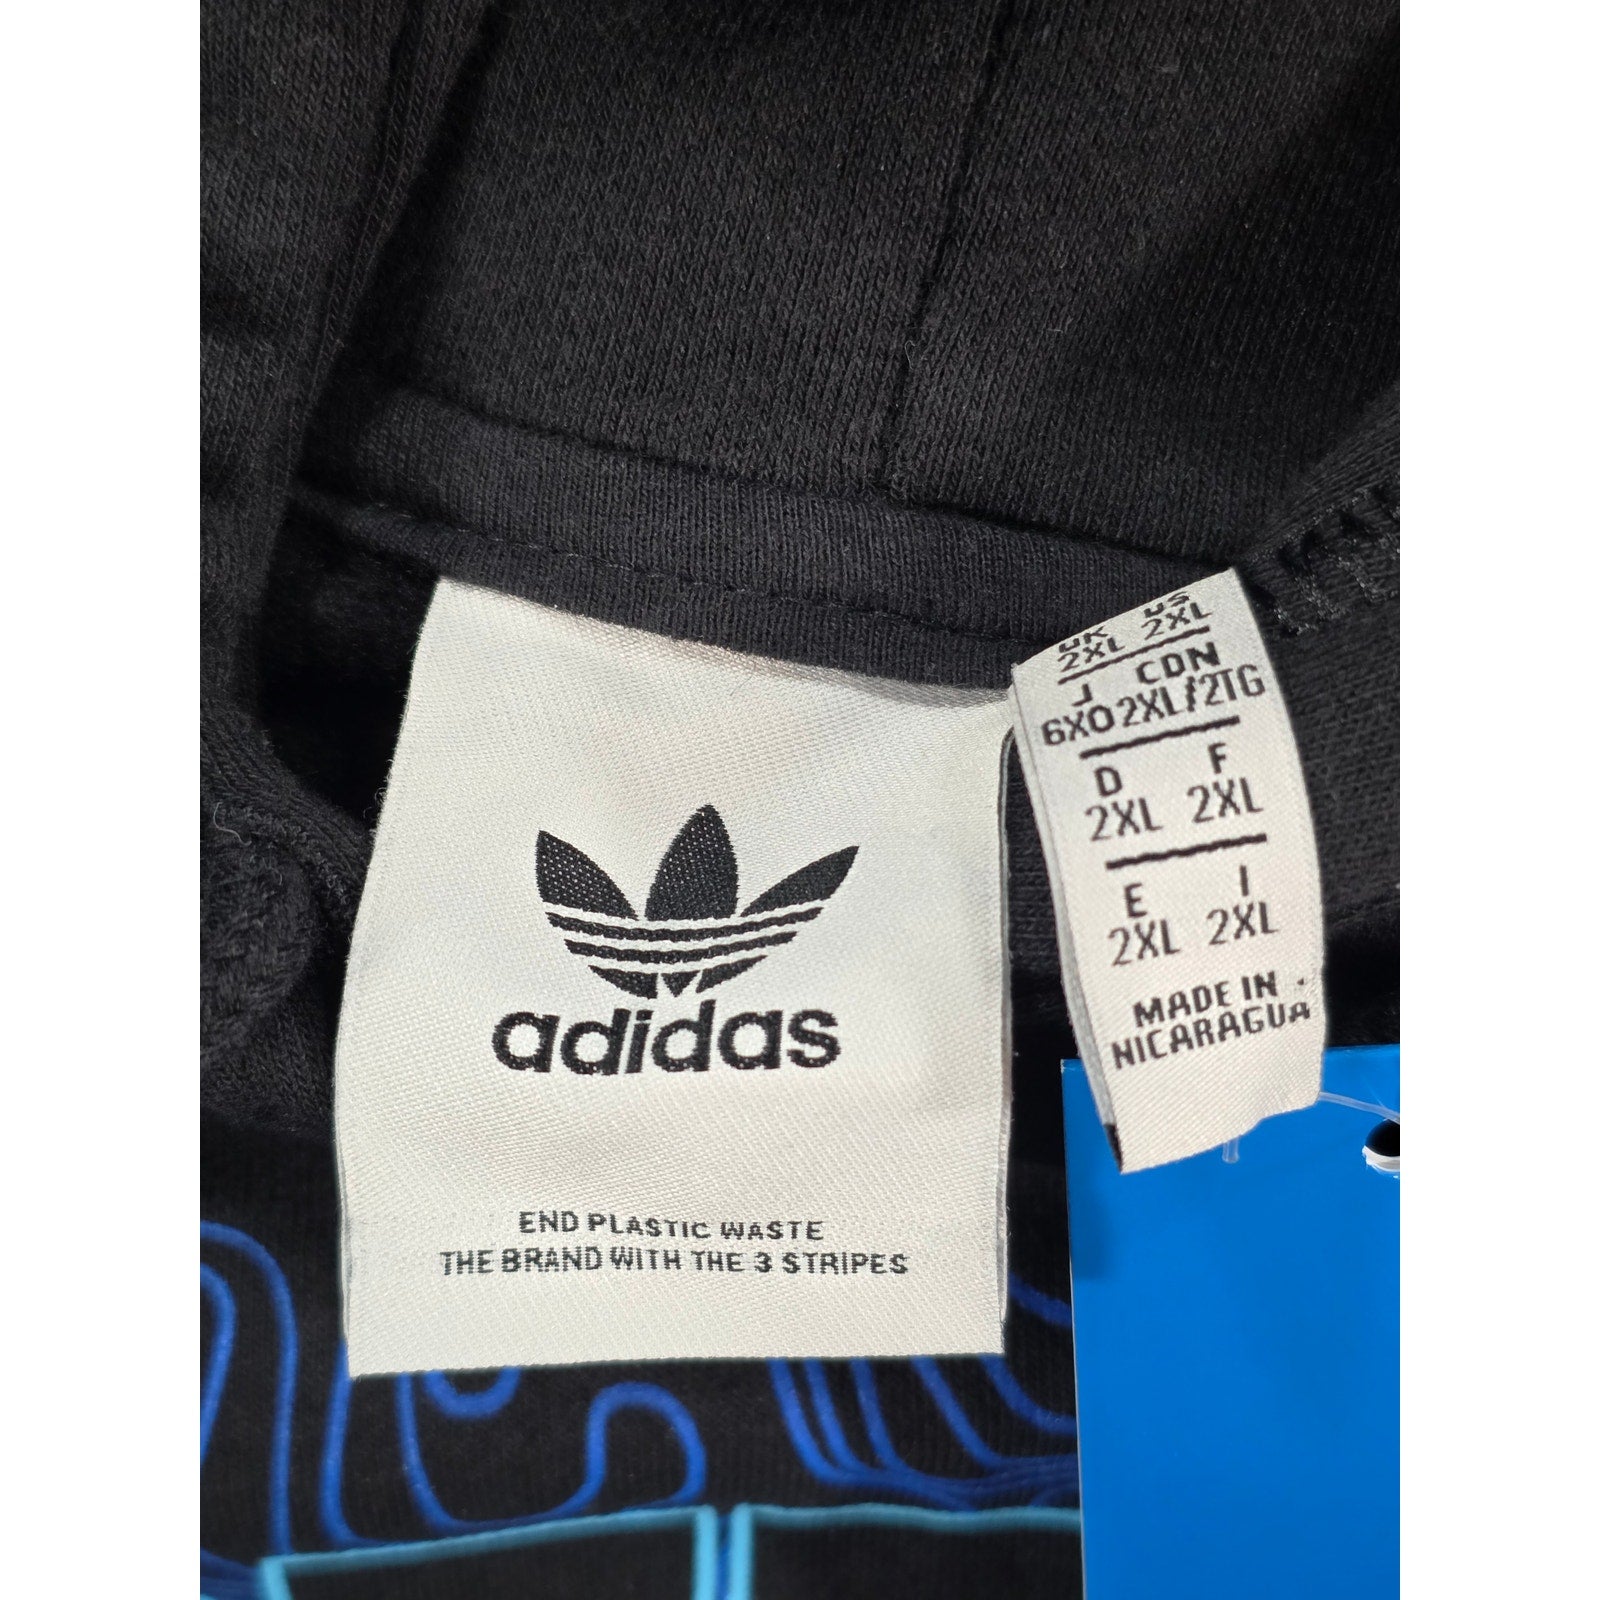 adidas
END PLASTIC WASTE
THE BRAND WITH THE 3 STRIPES
UK US
2XL 2XL
J CDN
6XO 2XL/2TG
D F
2XL 2XL
E I
2XL 2XL
MADE IN
NICARAGUA